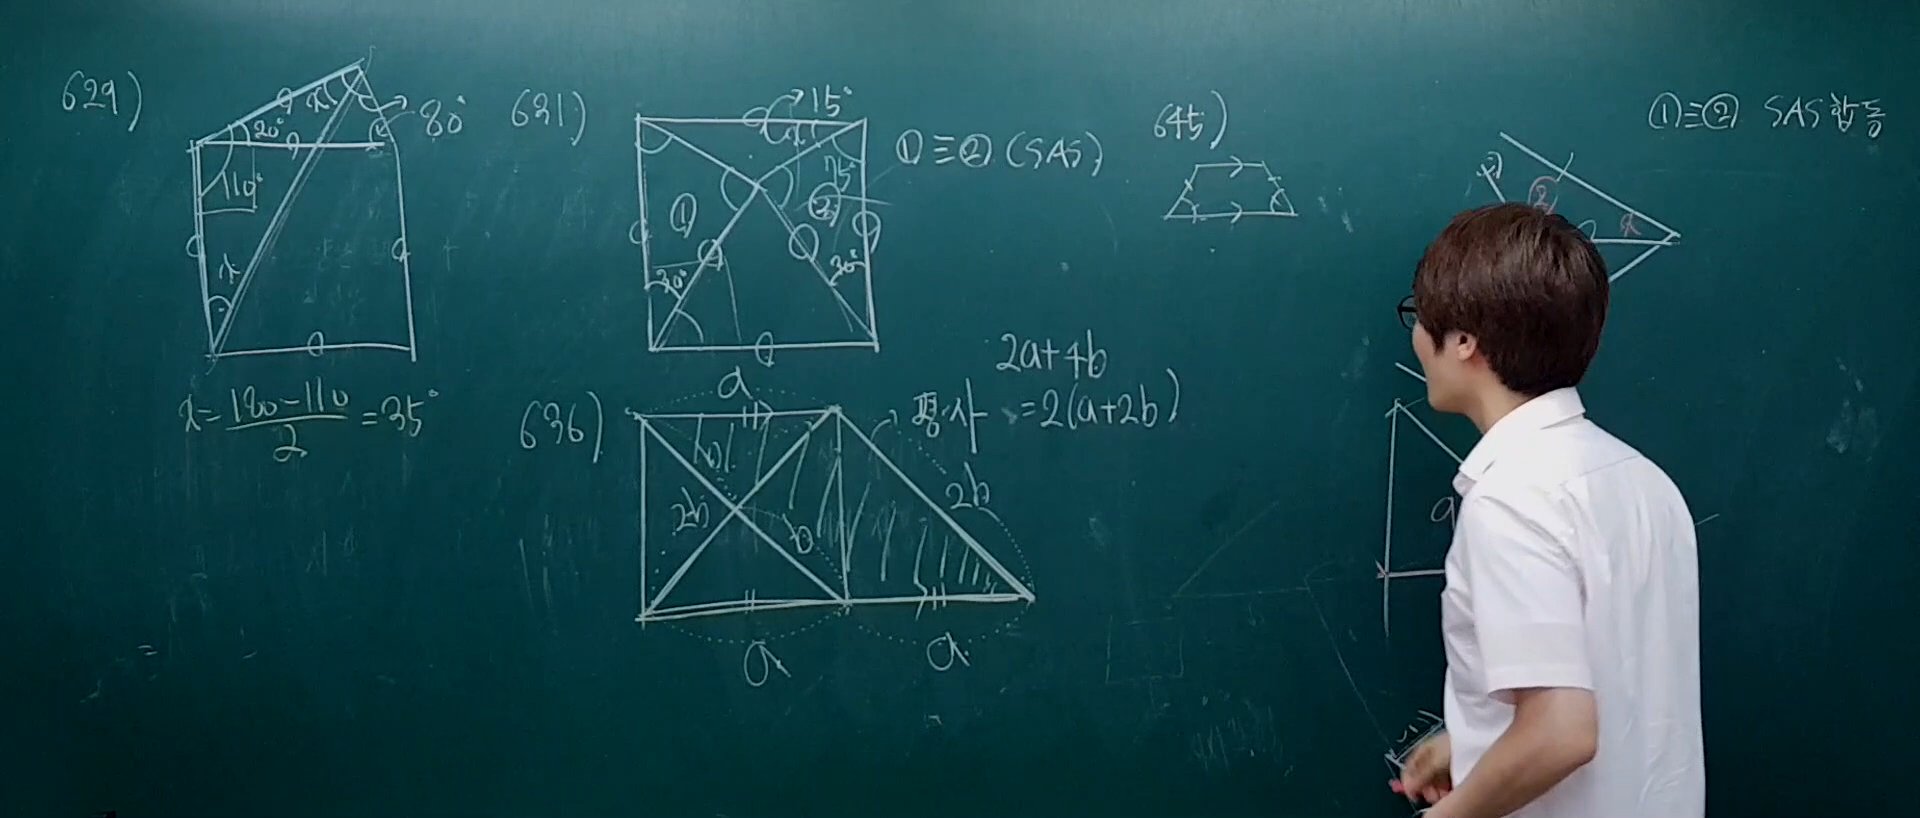 629)
20°
110°
80°
x
x = 180-110 / 2 = 35°
631)
15°
75°
①
②
30°
30°
①≡② (SAS)
636)
a
2b
b
b
2b
a
a
평·사
2a+4b
=2(a+2b)
645)
①≡② SAS 합동
②
x
a